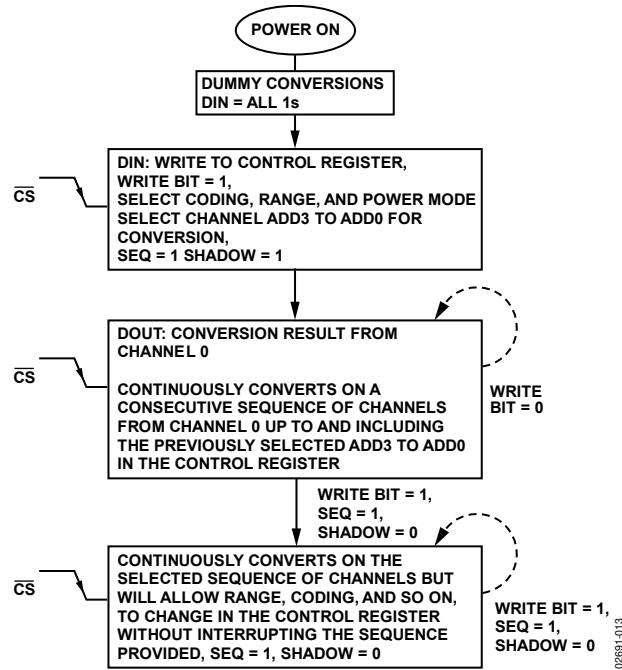 POWER ON
DUMMY CONVERSIONS
DIN = ALL 1s
CS
DIN: WRITE TO CONTROL REGISTER,
WRITE BIT = 1,
SELECT CODING, RANGE, AND POWER MODE
SELECT CHANNEL ADD3 TO ADD0 FOR
CONVERSION,
SEQ = 1 SHADOW = 1
CS
DOUT: CONVERSION RESULT FROM
CHANNEL 0
CONTINUOUSLY CONVERTS ON A
CONSECUTIVE SEQUENCE OF CHANNELS
FROM CHANNEL 0 UP TO AND INCLUDING
THE PREVIOUSLY SELECTED ADD3 TO ADD0
IN THE CONTROL REGISTER
WRITE
BIT = 0
WRITE BIT = 1,
SEQ = 1,
SHADOW = 0
CS
CONTINUOUSLY CONVERTS ON THE
SELECTED SEQUENCE OF CHANNELS BUT
WILL ALLOW RANGE, CODING, AND SO ON,
TO CHANGE IN THE CONTROL REGISTER
WITHOUT INTERRUPTING THE SEQUENCE
PROVIDED, SEQ = 1, SHADOW = 0
WRITE BIT = 1,
SEQ = 1,
SHADOW = 0
02691-013